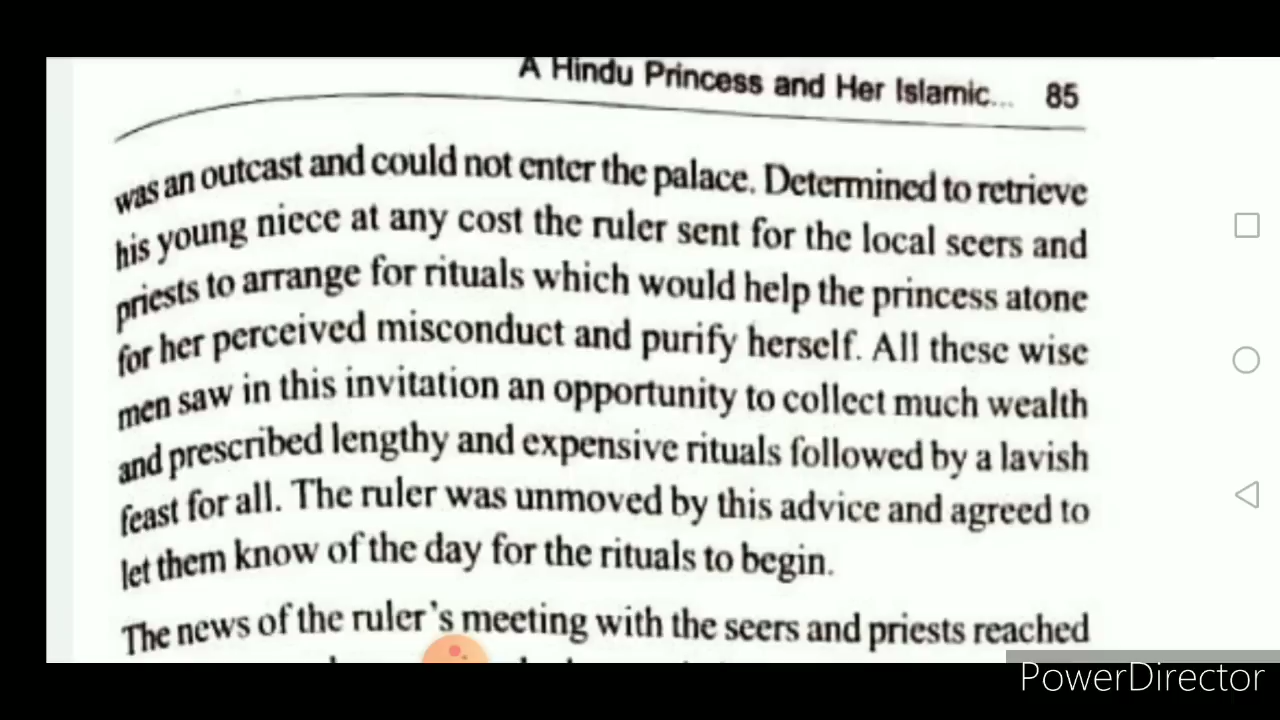 A Hindu Princess and Her Islamic... 85
was an outcast and could not enter the palace. Determined to retrieve
his young niece at any cost the ruler sent for the local seers and
priests to arrange for rituals which would help the princess atone
for her perceived misconduct and purify herself. All these wise
men saw in this invitation an opportunity to collect much wealth
and prescribed lengthy and expensive rituals followed by a lavish
feast for all. The ruler was unmoved by this advice and agreed to
let them know of the day for the rituals to begin.
The news of the ruler's meeting with the seers and priests reached
PowerDirector